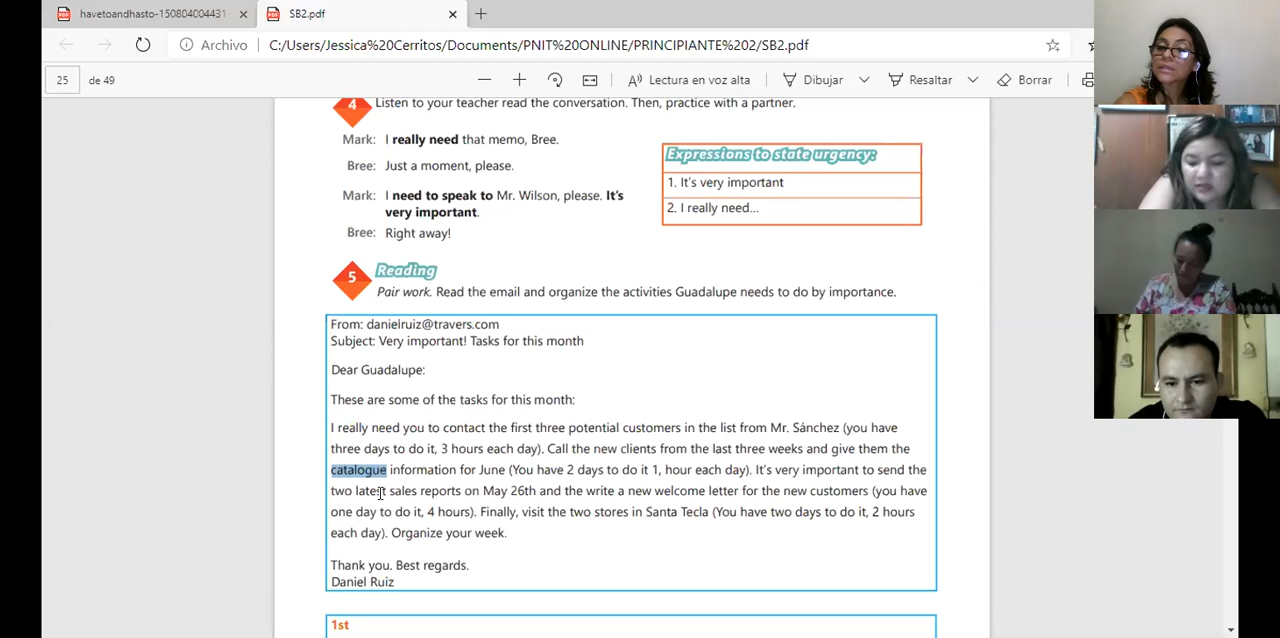 havetoandhasto-150804004431
SB2.pdf
Archivo
C:/Users/Jessica%20Cerritos/Documents/PNIT%20ONLINE/PRINCIPIANTE%202/SB2.pdf
25 de 49
Lectura en voz alta
Dibujar
Resaltar
Borrar
4 Listen to your teacher read the conversation. Then, practice with a partner.
Mark: I really need that memo, Bree.
Bree: Just a moment, please.
Mark: I need to speak to Mr. Wilson, please. It's
very important.
Bree: Right away!
Expressions to state urgency:
1. It's very important
2. I really need...
5 Reading
Pair work. Read the email and organize the activities Guadalupe needs to do by importance.
From: danielruiz@travers.com
Subject: Very important! Tasks for this month
Dear Guadalupe:
These are some of the tasks for this month:
I really need you to contact the first three potential customers in the list from Mr. Sánchez (you have
three days to do it, 3 hours each day). Call the new clients from the last three weeks and give them the
catalogue information for June (You have 2 days to do it 1, hour each day). It's very important to send the
two latest sales reports on May 26th and the write a new welcome letter for the new customers (you have
one day to do it, 4 hours). Finally, visit the two stores in Santa Tecla (You have two days to do it, 2 hours
each day). Organize your week.
Thank you. Best regards.
Daniel Ruiz
1st